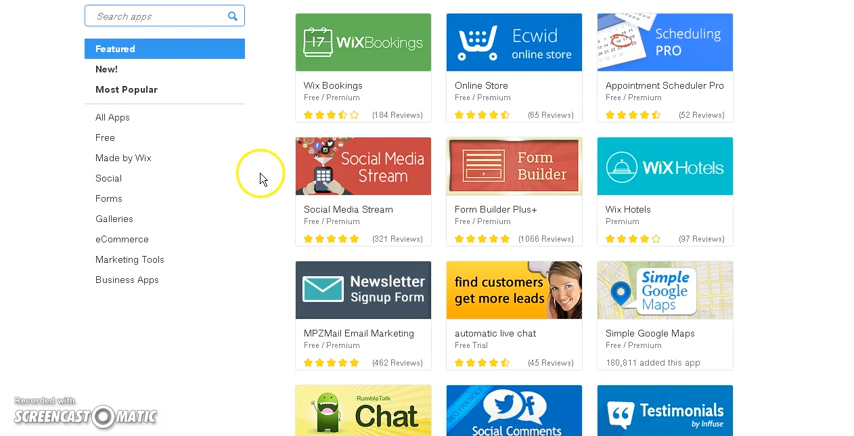 Search apps
Featured
New!
Most Popular
All Apps
Free
Made by Wix
Social
Forms
Galleries
eCommerce
Marketing Tools
Business Apps
17 WiXBookings
Wix Bookings
Free / Premium
(184 Reviews)
Ecwid
online store
Online Store
Free / Premium
(65 Reviews)
Scheduling
PRO
Appointment Scheduler Pro
Free / Premium
(52 Reviews)
Social Media
Stream
Social Media Stream
Free / Premium
(321 Reviews)
Form
Builder
Form Builder Plus+
Free / Premium
(1066 Reviews)
WiXHotels
Wix Hotels
Premium
(97 Reviews)
Newsletter
Signup Form
MPZMail Email Marketing
Free / Premium
(462 Reviews)
find customers
get more leads
automatic live chat
Free Trial
(45 Reviews)
Simple
Google
Maps
Simple Google Maps
Free / Premium
180,811 added this app
RumbleTalk
Chat
Social Comments
Testimonials
by Inffuse
Recorded with
SCREENCAST-O-MATIC